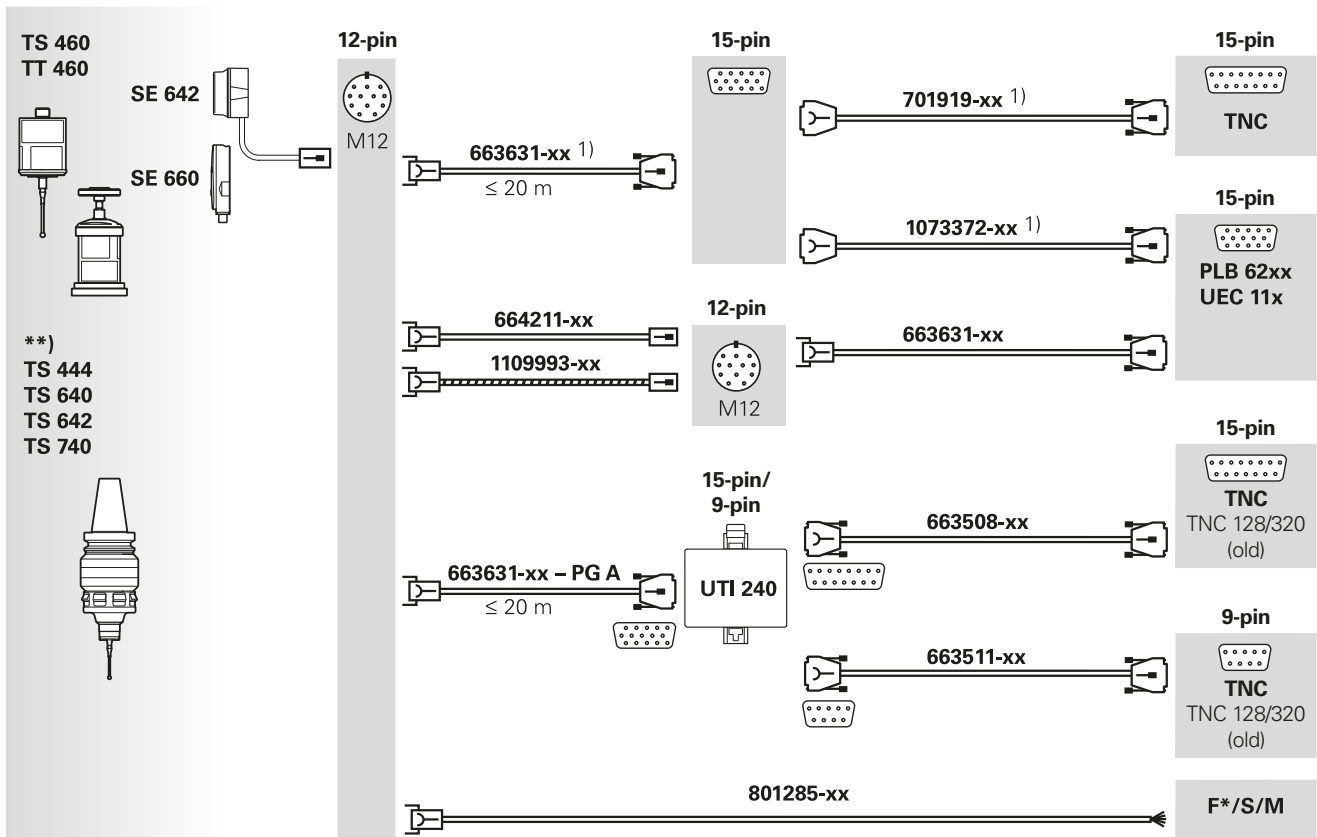 TS 460
TT 460
SE 642
SE 660
**)
TS 444
TS 640
TS 642
TS 740
12-pin
M12
663631-xx 1)
≤ 20 m
15-pin
701919-xx 1)
15-pin
TNC
1073372-xx 1)
15-pin
PLB 62xx
UEC 11x
664211-xx
1109993-xx
12-pin
M12
663631-xx
663631-xx – PG A
≤ 20 m
15-pin/
9-pin
UTI 240
663508-xx
15-pin
TNC
TNC 128/320
(old)
663511-xx
9-pin
TNC
TNC 128/320
(old)
801285-xx
F*/S/M